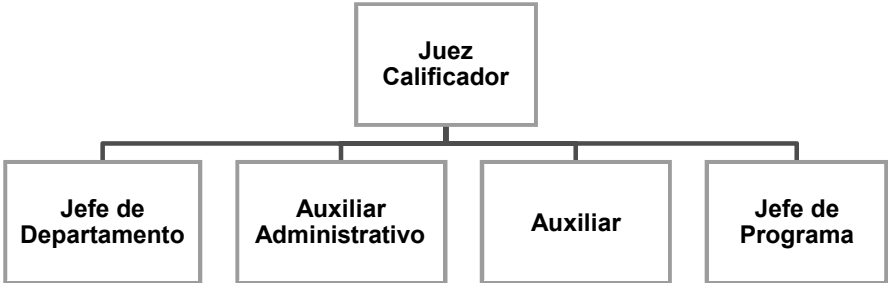 Juez
Calificador
Jefe de
Departamento
Auxiliar
Administrativo
Auxiliar
Jefe de
Programa